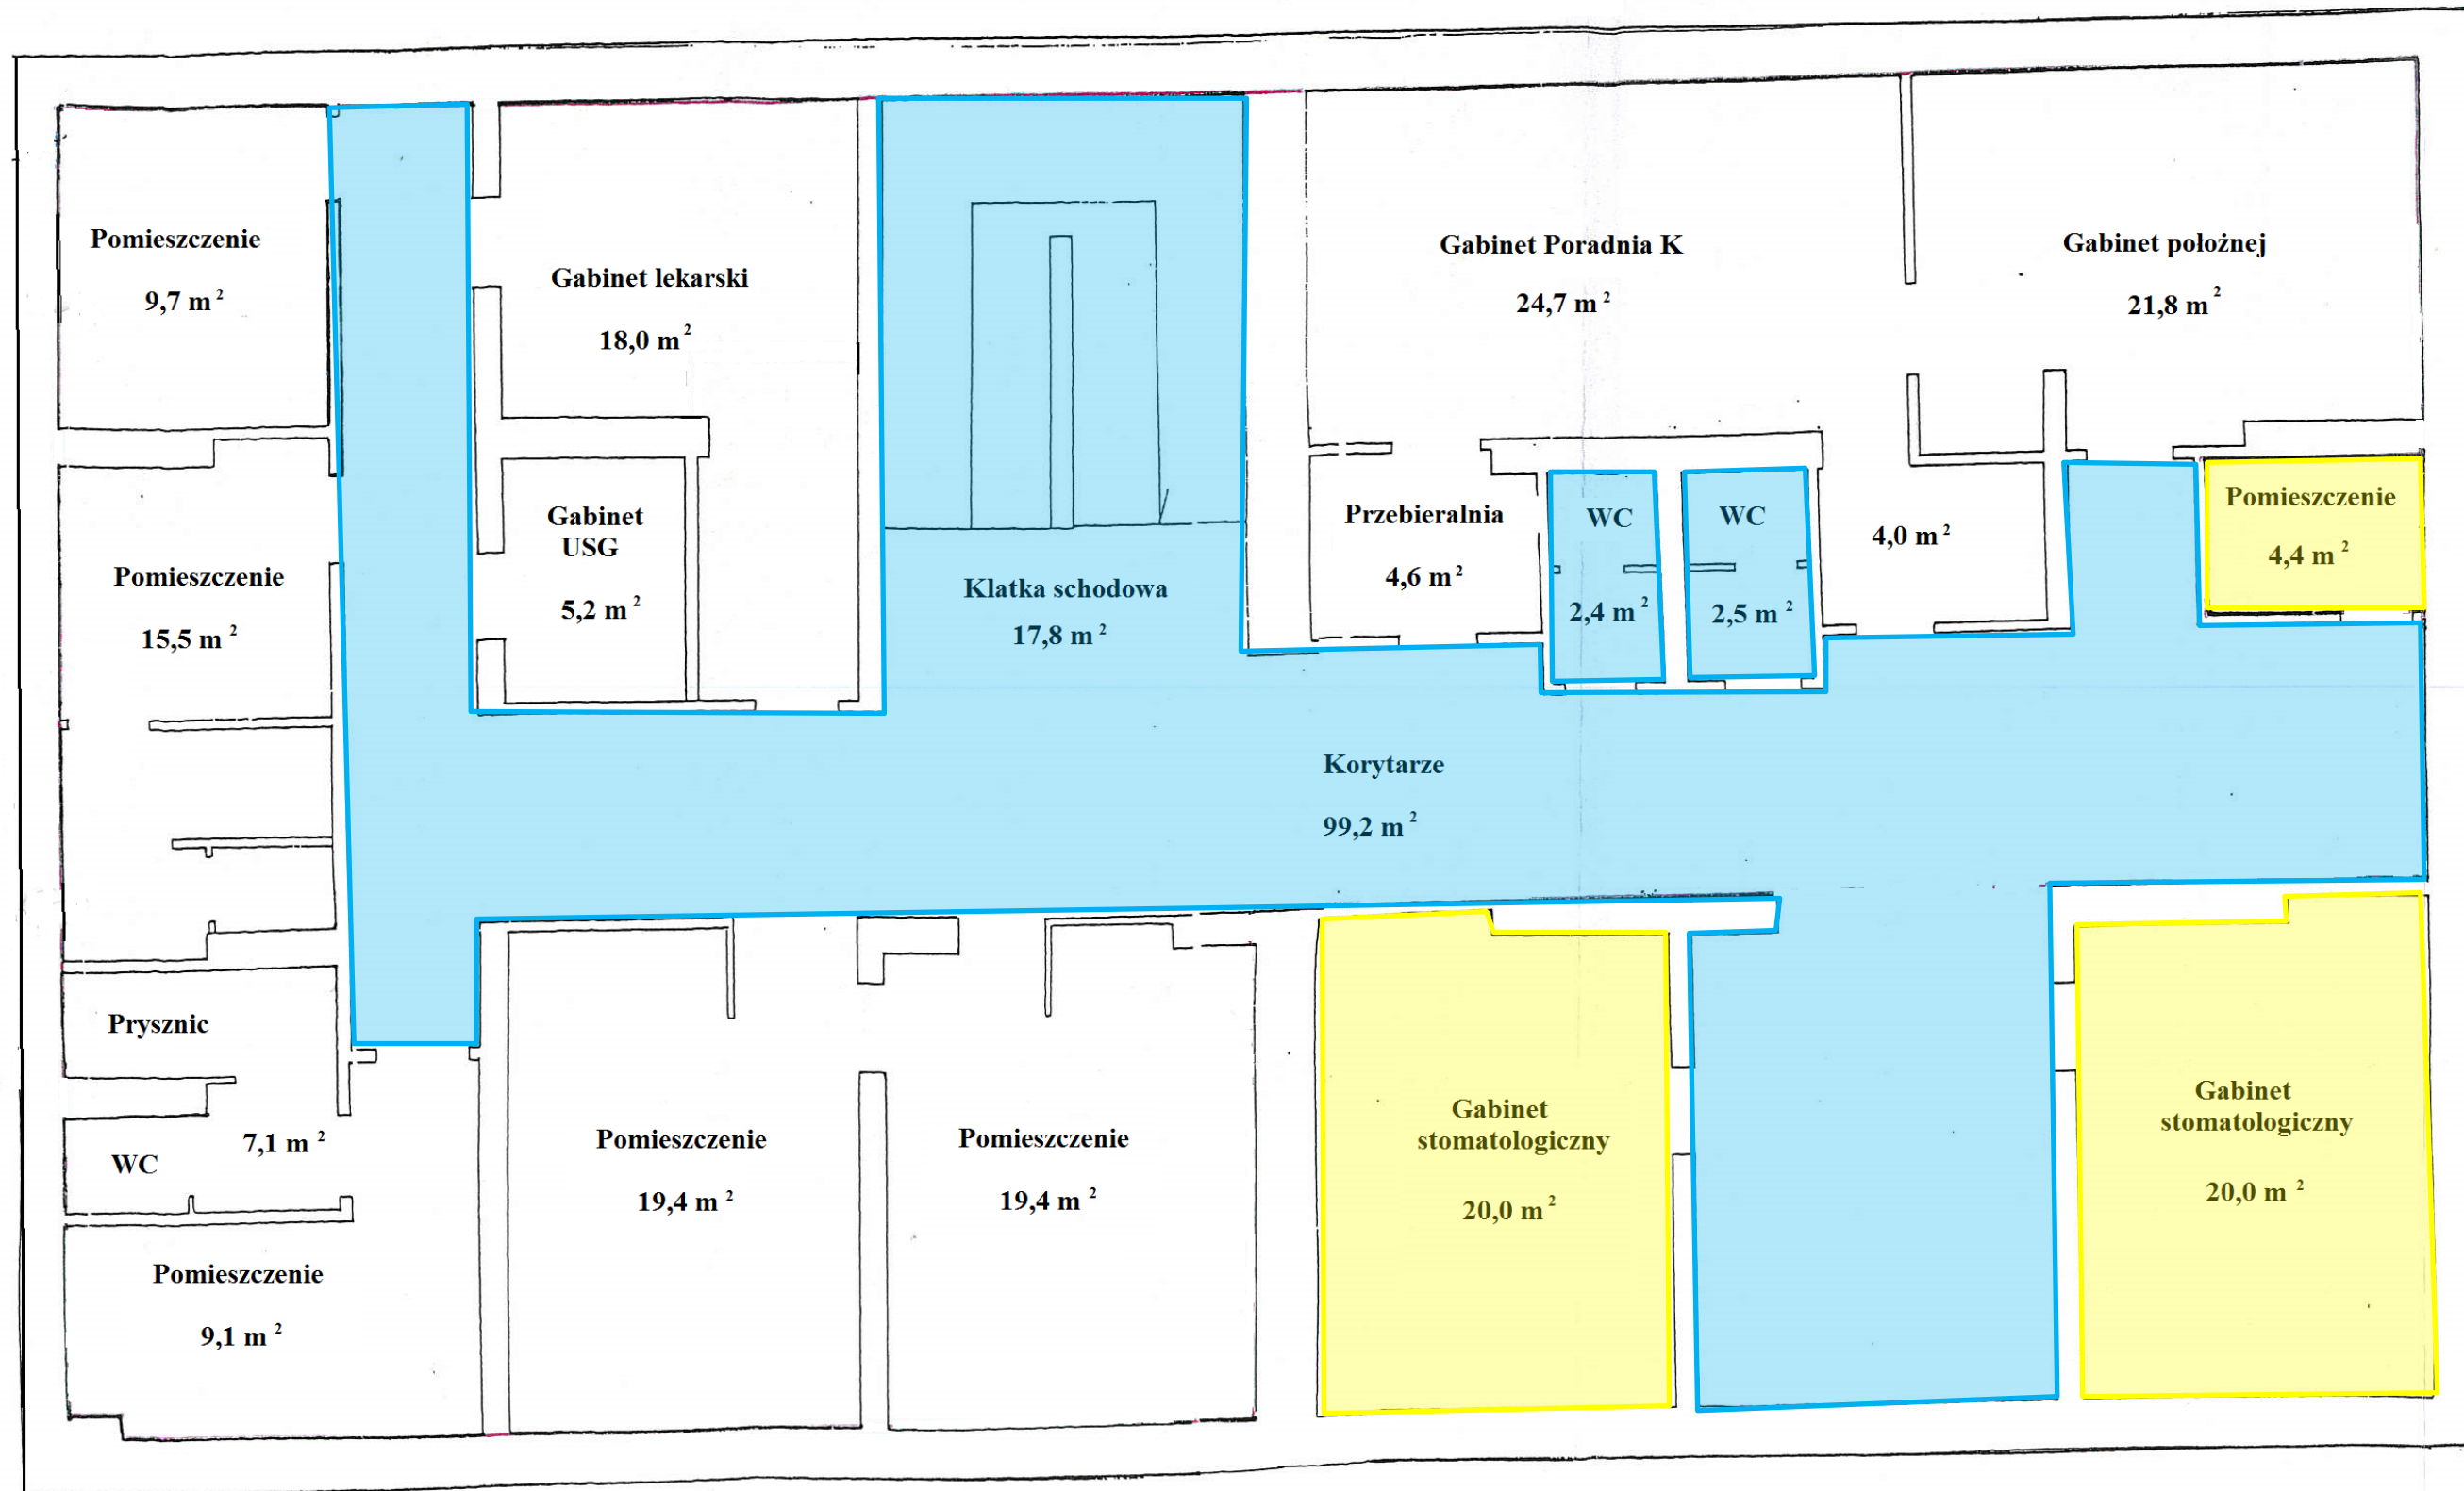 Pomieszczenie
9,7 m²
Gabinet lekarski
18,0 m²
Gabinet Poradnia K
24,7 m²
Gabinet położnej
21,8 m²
Pomieszczenie
15,5 m²
Gabinet
USG
5,2 m²
Klatka schodowa
17,8 m²
Przebieralnia
4,6 m²
WC
2,4 m²
WC
2,5 m²
4,0 m²
Pomieszczenie
4,4 m²
Korytarze
99,2 m²
Prysznic
WC
7,1 m²
Pomieszczenie
9,1 m²
Pomieszczenie
19,4 m²
Pomieszczenie
19,4 m²
Gabinet
stomatologiczny
20,0 m²
Gabinet
stomatologiczny
20,0 m²